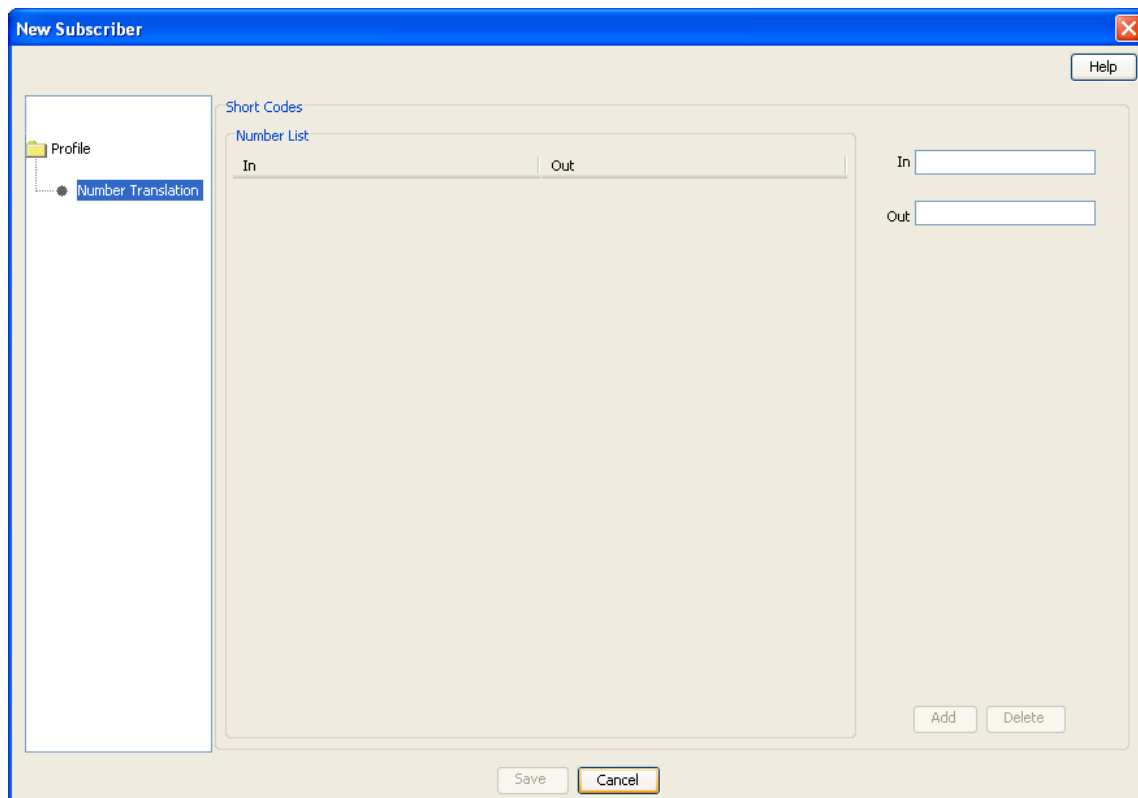 New Subscriber
Help
Short Codes
Profile
Number Translation
Number List
In Out
In
Out
Add Delete
Save Cancel